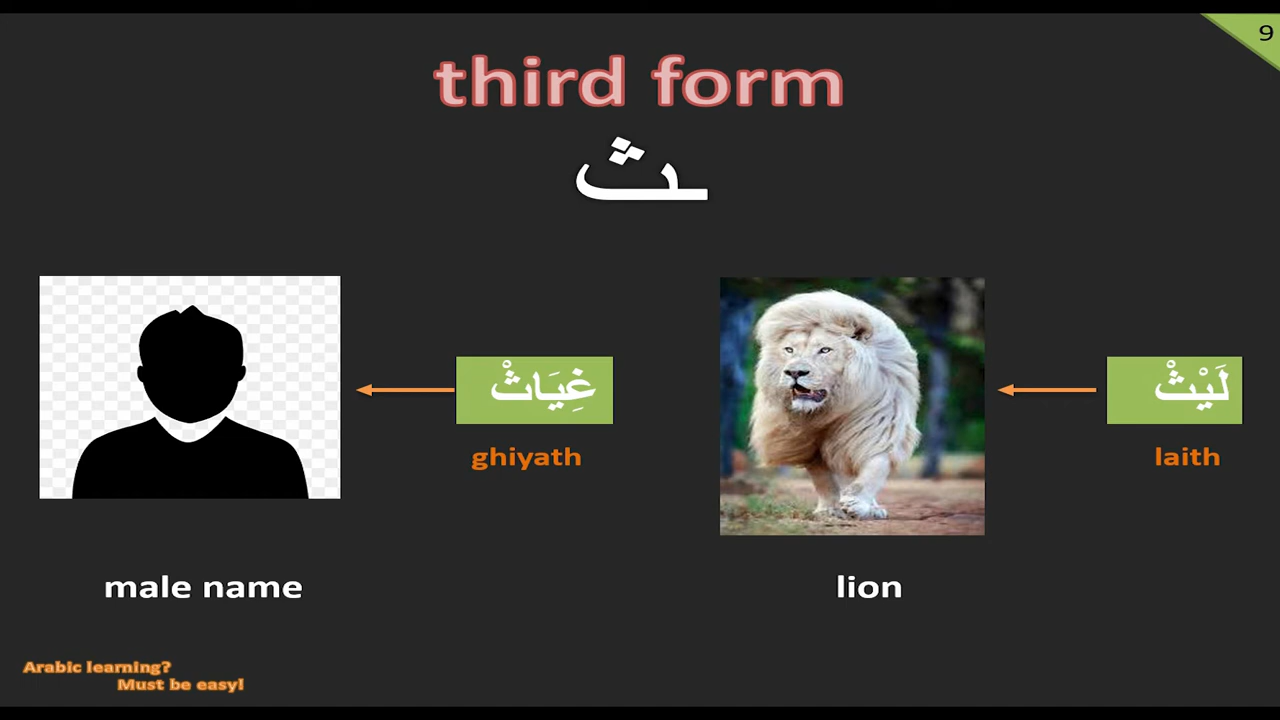 9
third form
ـث
غِيَاثْ
لَيْثْ
ghiyath
laith
male name
lion
Arabic learning?
Must be easy!